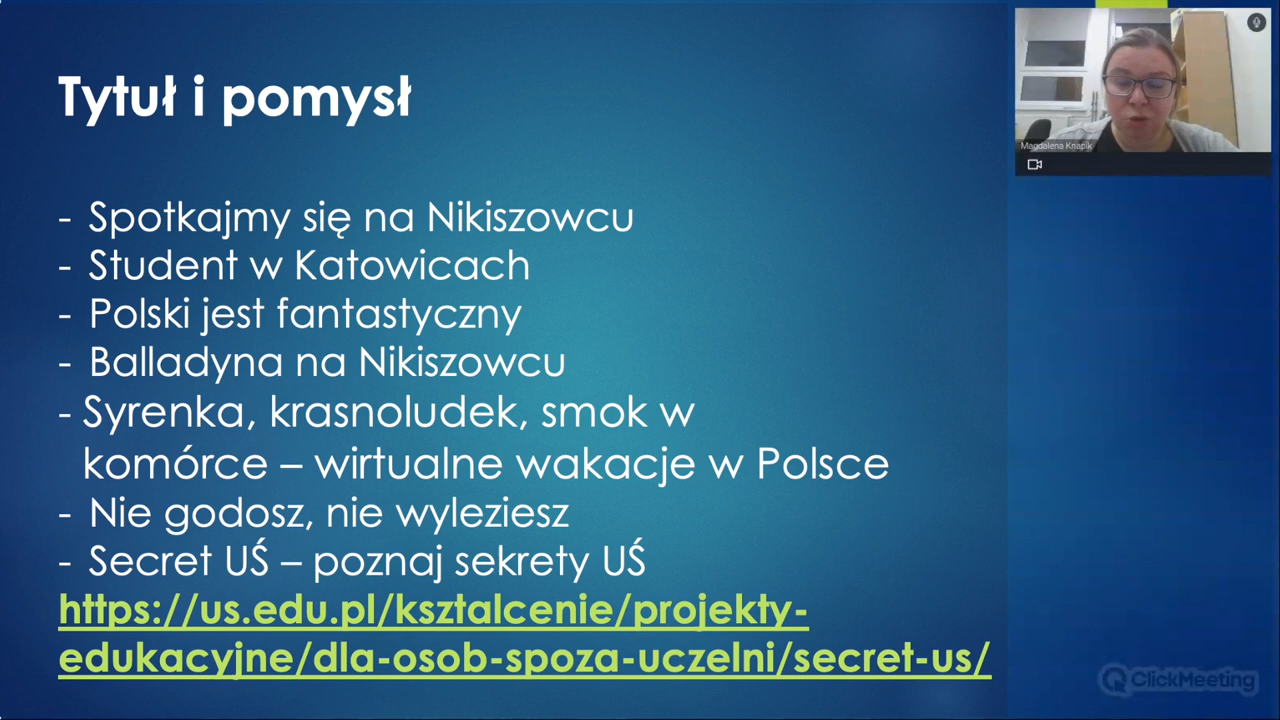 Tytuł i pomysł
- Spotkajmy się na Nikiszowcu
- Student w Katowicach
- Polski jest fantastyczny
- Balladyna na Nikiszowcu
- Syrenka, krasnoludek, smok w
komórce – wirtualne wakacje w Polsce
- Nie godosz, nie wyleziesz
- Secret UŚ – poznaj sekrety UŚ
https://us.edu.pl/ksztalcenie/projekty-
edukacyjne/dla-osob-spoza-uczelni/secret-us/
Magdalena Knapik
ClickMeeting